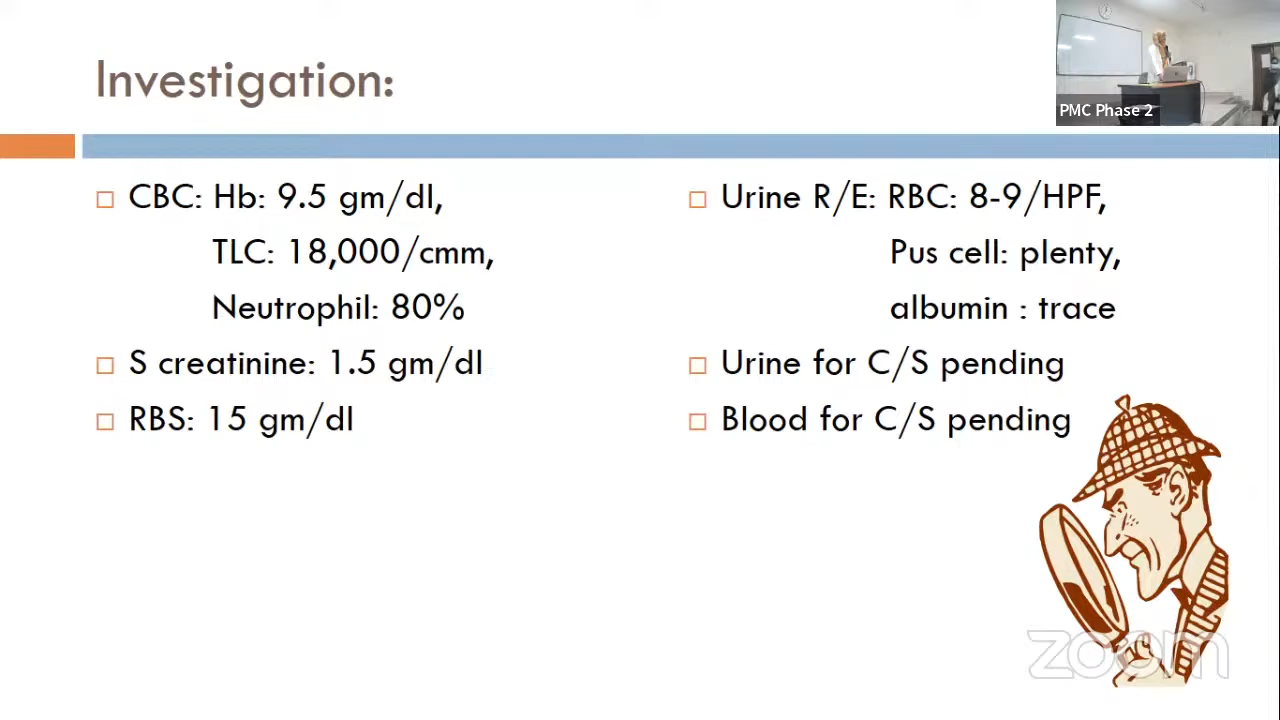 Investigation:
PMC Phase 2
CBC: Hb: 9.5 gm/dl,
TLC: 18,000/cmm,
Neutrophil: 80%
S creatinine: 1.5 gm/dl
RBS: 15 gm/dl
Urine R/E: RBC: 8-9/HPF,
Pus cell: plenty,
albumin : trace
Urine for C/S pending
Blood for C/S pending
zoom